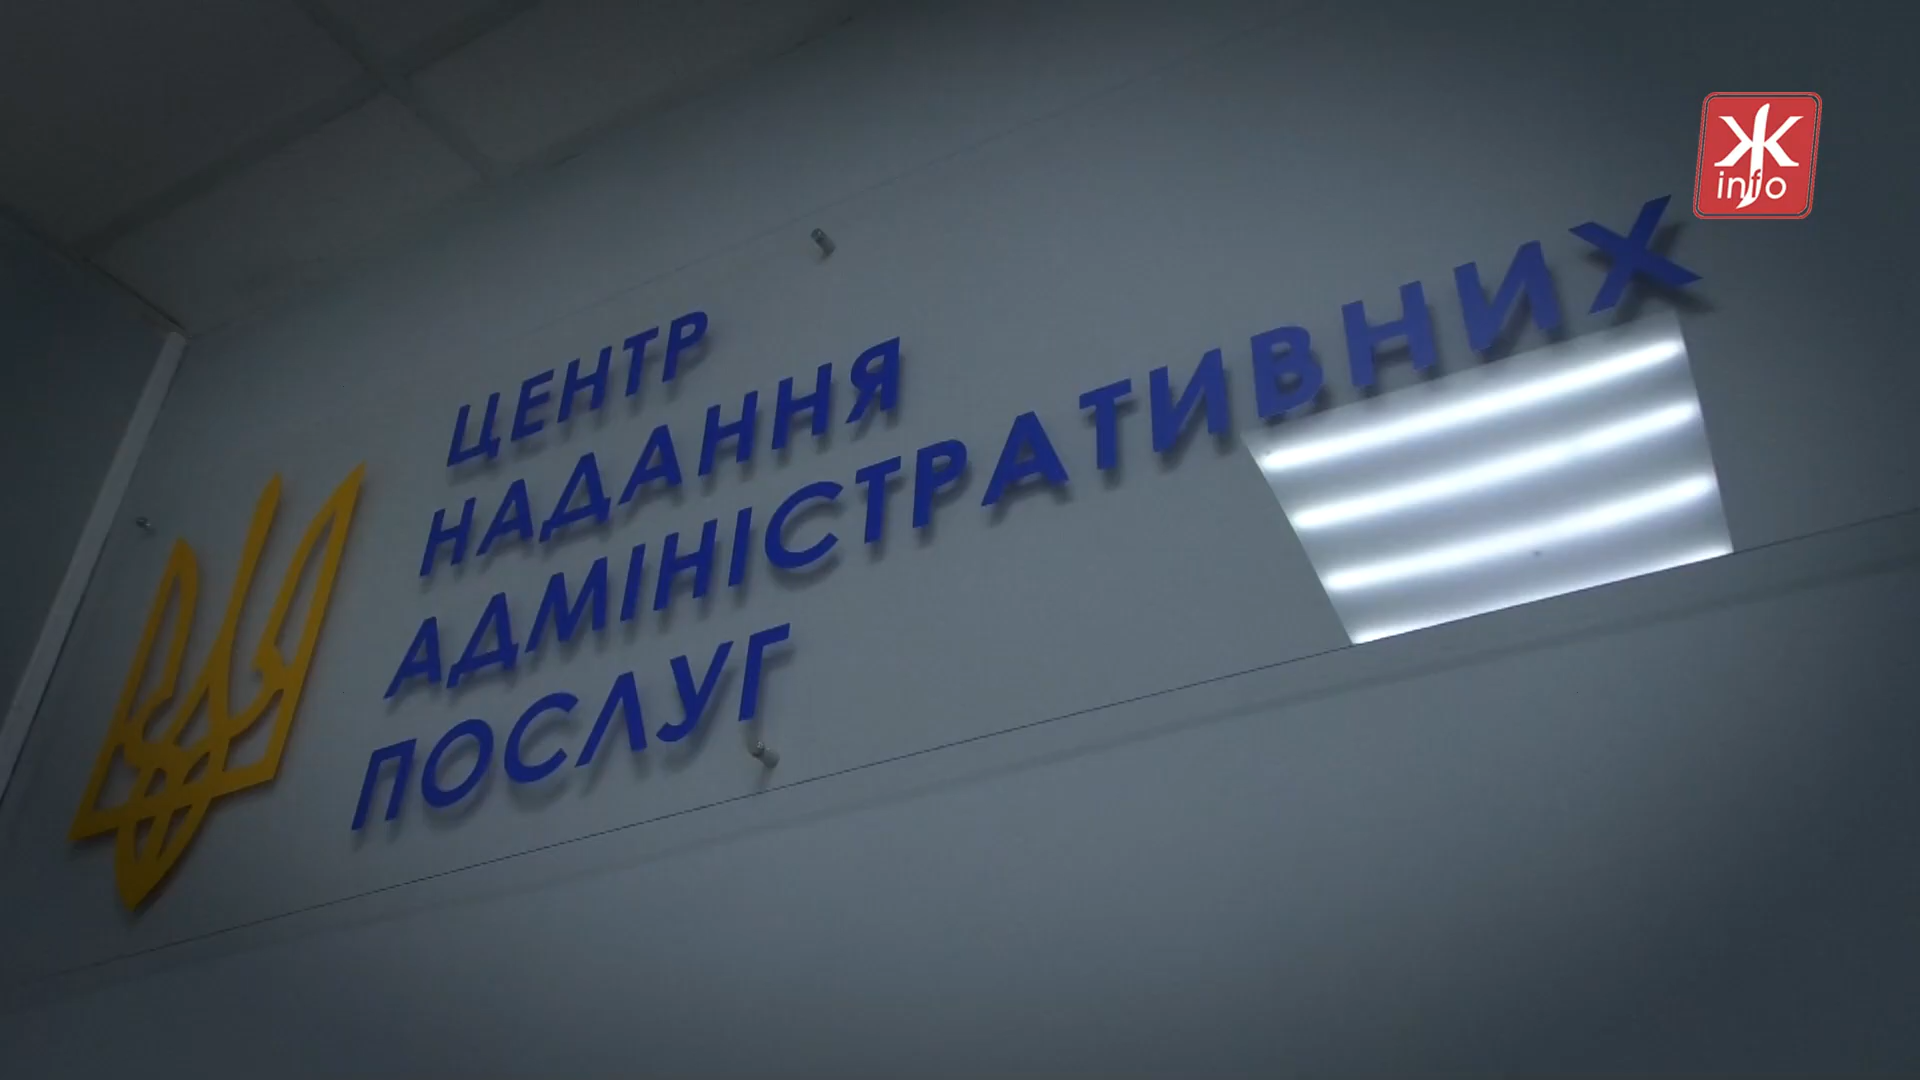 Ж
info
ЦЕНТР
НАДАННЯ
АДМІНІСТРАТИВНИХ
ПОСЛУГ